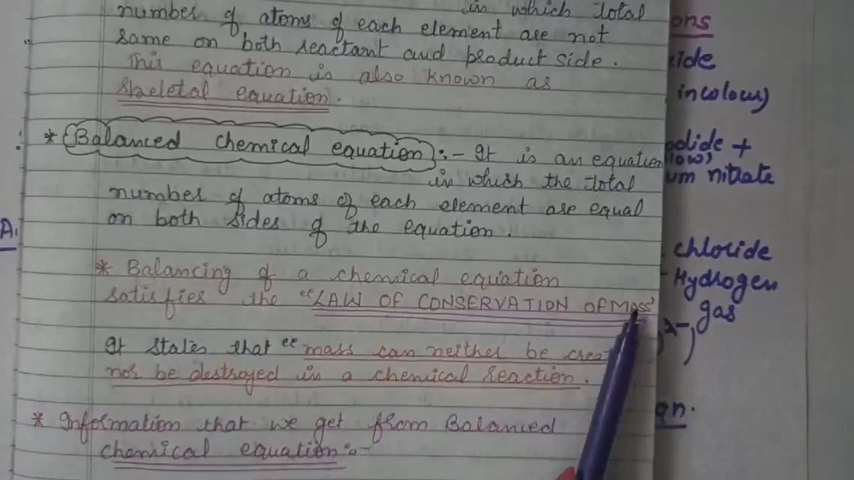 in which total
number of atoms of each element are not
same on both reactant and product side.
This equation is also known as
skeletal equation.
* Balanced chemical equation :- It is an equation
in which the total
number of atoms of each element are equal
on both sides of the equation.
* Balancing of a chemical equation
satisfies the "LAW OF CONSERVATION OF Mass"
It states that "mass can neither be creat
nor be destroyed in a chemical reaction.
* Information that we get from Balanced
chemical equation:-
A.
ons
ide
incolour)
odide +
low)
um nitrate
chloride
Hydrogen
gas